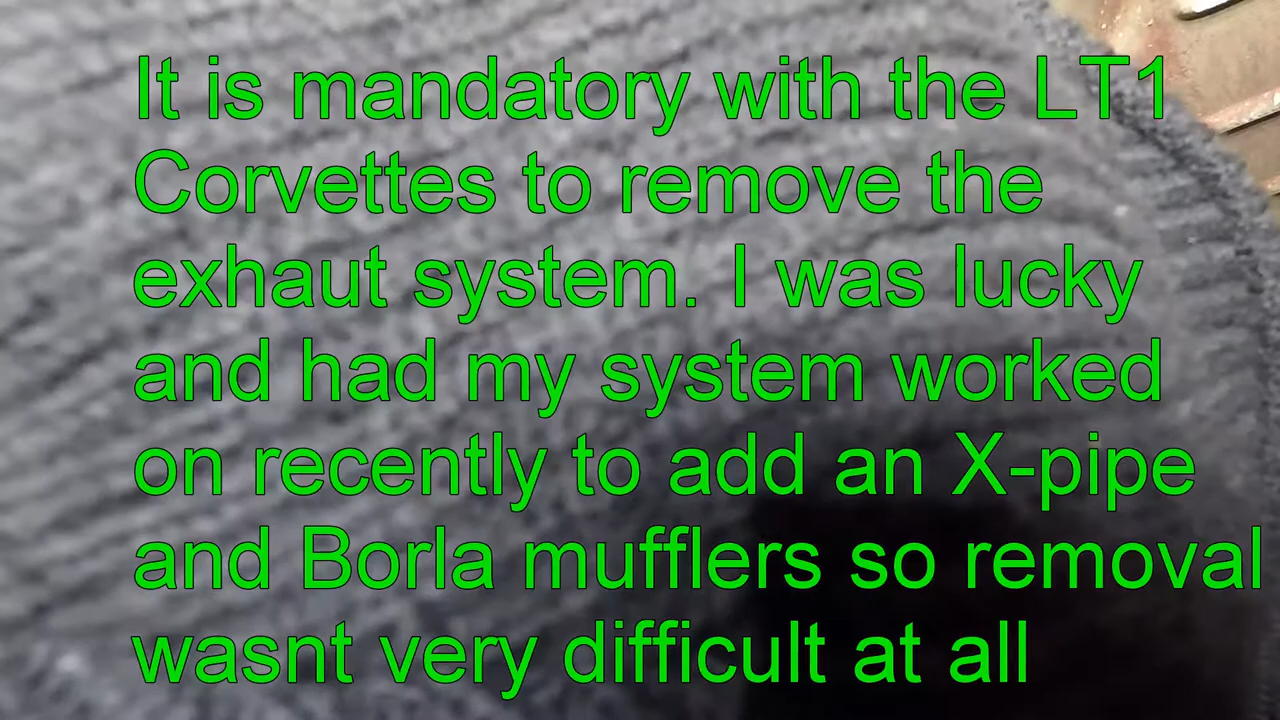 It is mandatory with the LT1
Corvettes to remove the
exhaut system. I was lucky
and had my system worked
on recently to add an X-pipe
and Borla mufflers so removal
wasnt very difficult at all